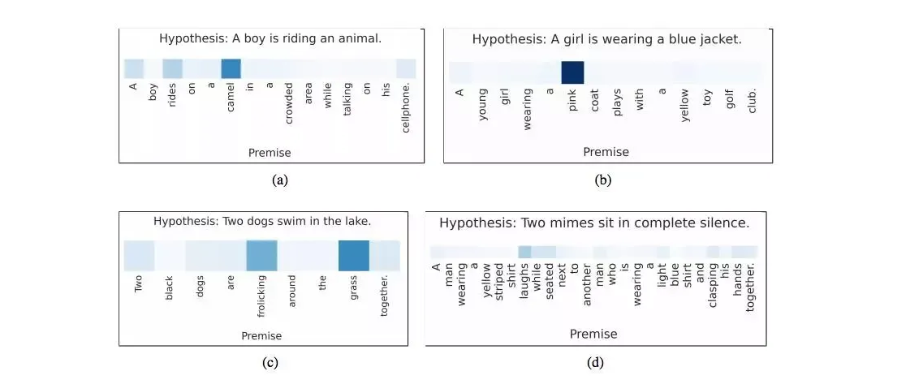 Hypothesis: A boy is riding an animal.
A boy rides on a camel in a crowded area while talking on his cellphone.
Premise
(a)
Hypothesis: A girl is wearing a blue jacket.
A young girl wearing a pink coat plays with a yellow toy golf club.
Premise
(b)
Hypothesis: Two dogs swim in the lake.
Two black dogs are frolicking around the grass together.
Premise
(c)
Hypothesis: Two mimes sit in complete silence.
A man wearing a yellow striped shirt laughs while seated next to another man who is wearing a light blue shirt and clasping his hands together.
Premise
(d)